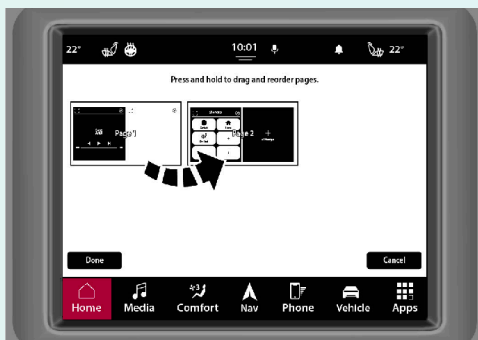 22° 10:01 22°
Press and hold to drag and reorder pages.
Page 1 Page 2
Done Cancel
Home Media Comfort Nav Phone Vehicle Apps